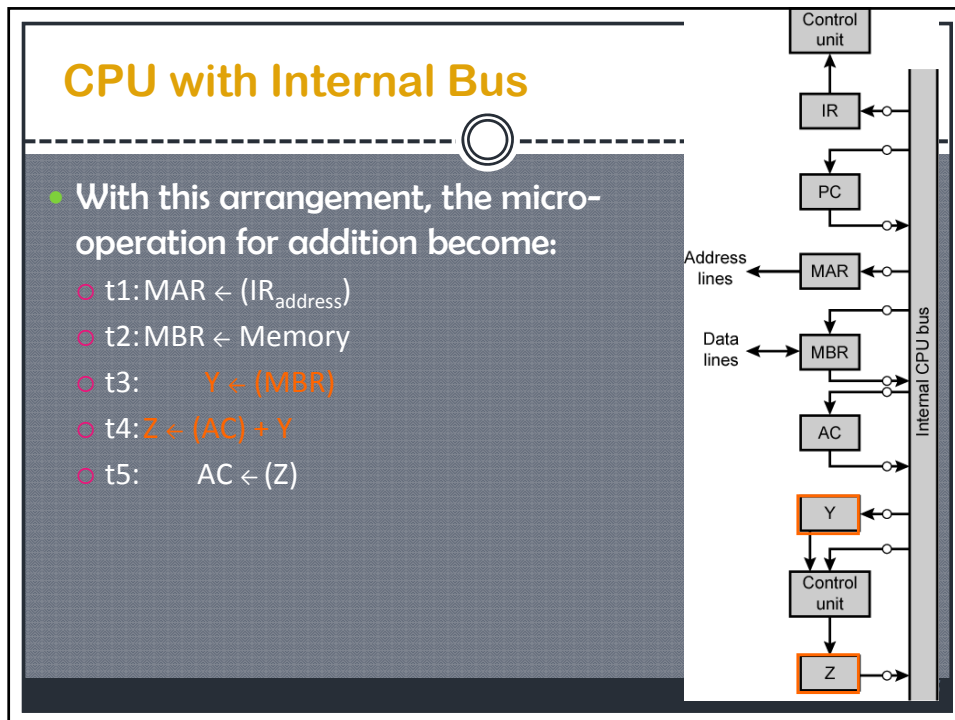 CPU with Internal Bus
• With this arrangement, the micro-
operation for addition become:
t1: MAR ← (IRaddress)
t2: MBR ← Memory
t3: Y ← (MBR)
t4: Z ← (AC) + Y
t5: AC ← (Z)
Control
unit
IR
PC
Address
lines
MAR
Data
lines
MBR
AC
Y
Control
unit
Z
Internal CPU bus